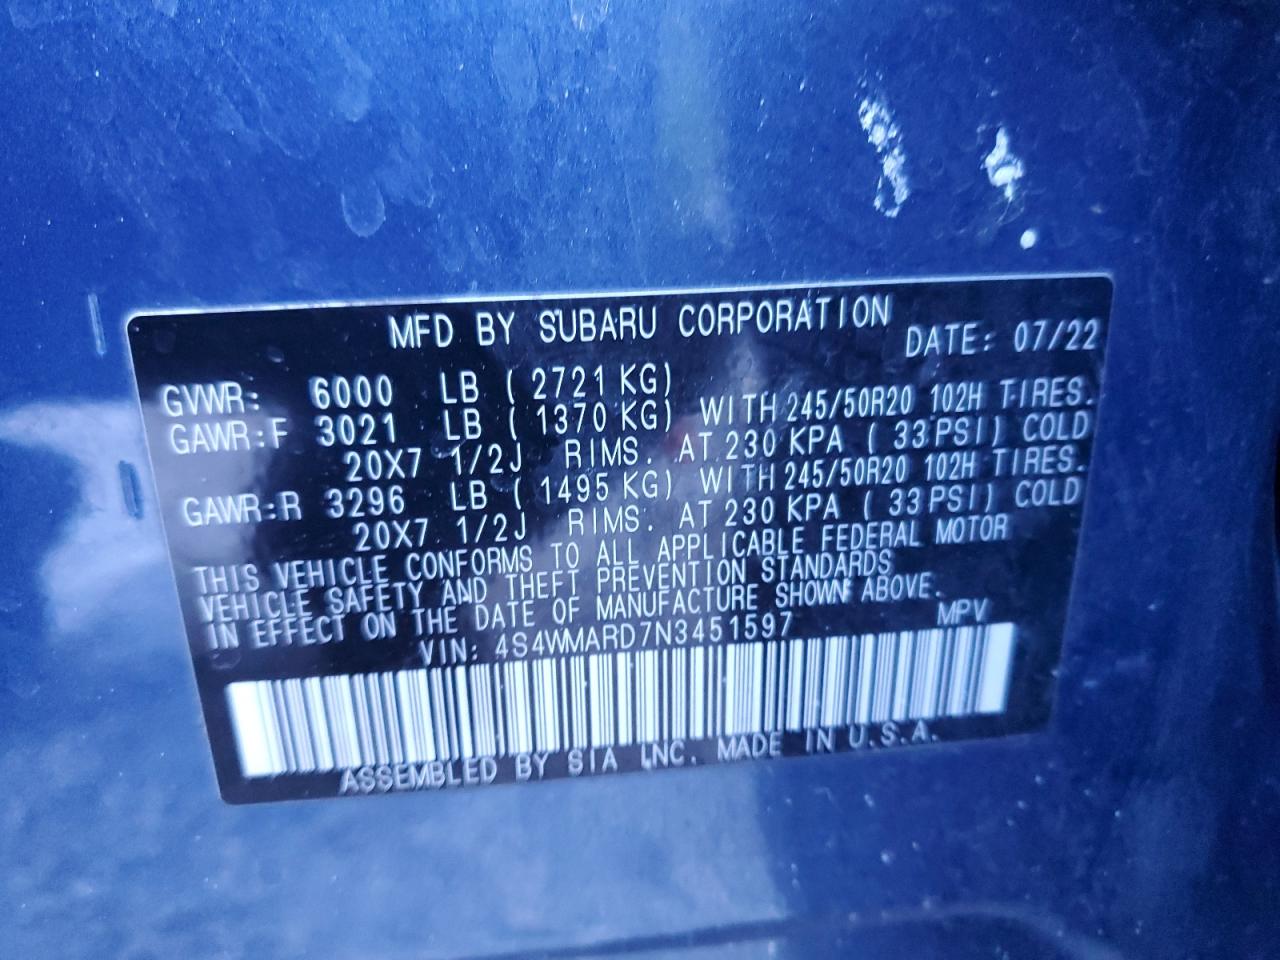 MFD BY SUBARU CORPORATION DATE: 07/22
GVWR: 6000 LB ( 2721 KG)
GAWR:F 3021 LB ( 1370 KG) WITH 245/50R20 102H TIRES.
20X7 1/2J RIMS. AT 230 KPA ( 33 PSI) COLD
GAWR:R 3296 LB ( 1495 KG) WITH 245/50R20 102H TIRES.
20X7 1/2J RIMS. AT 230 KPA ( 33 PSI) COLD
THIS VEHICLE CONFORMS TO ALL APPLICABLE FEDERAL MOTOR
VEHICLE SAFETY AND THEFT PREVENTION STANDARDS
IN EFFECT ON THE DATE OF MANUFACTURE SHOWN ABOVE.
VIN: 4S4WMARD7N3451597 MPV
ASSEMBLED BY SIA INC. MADE IN U.S.A.